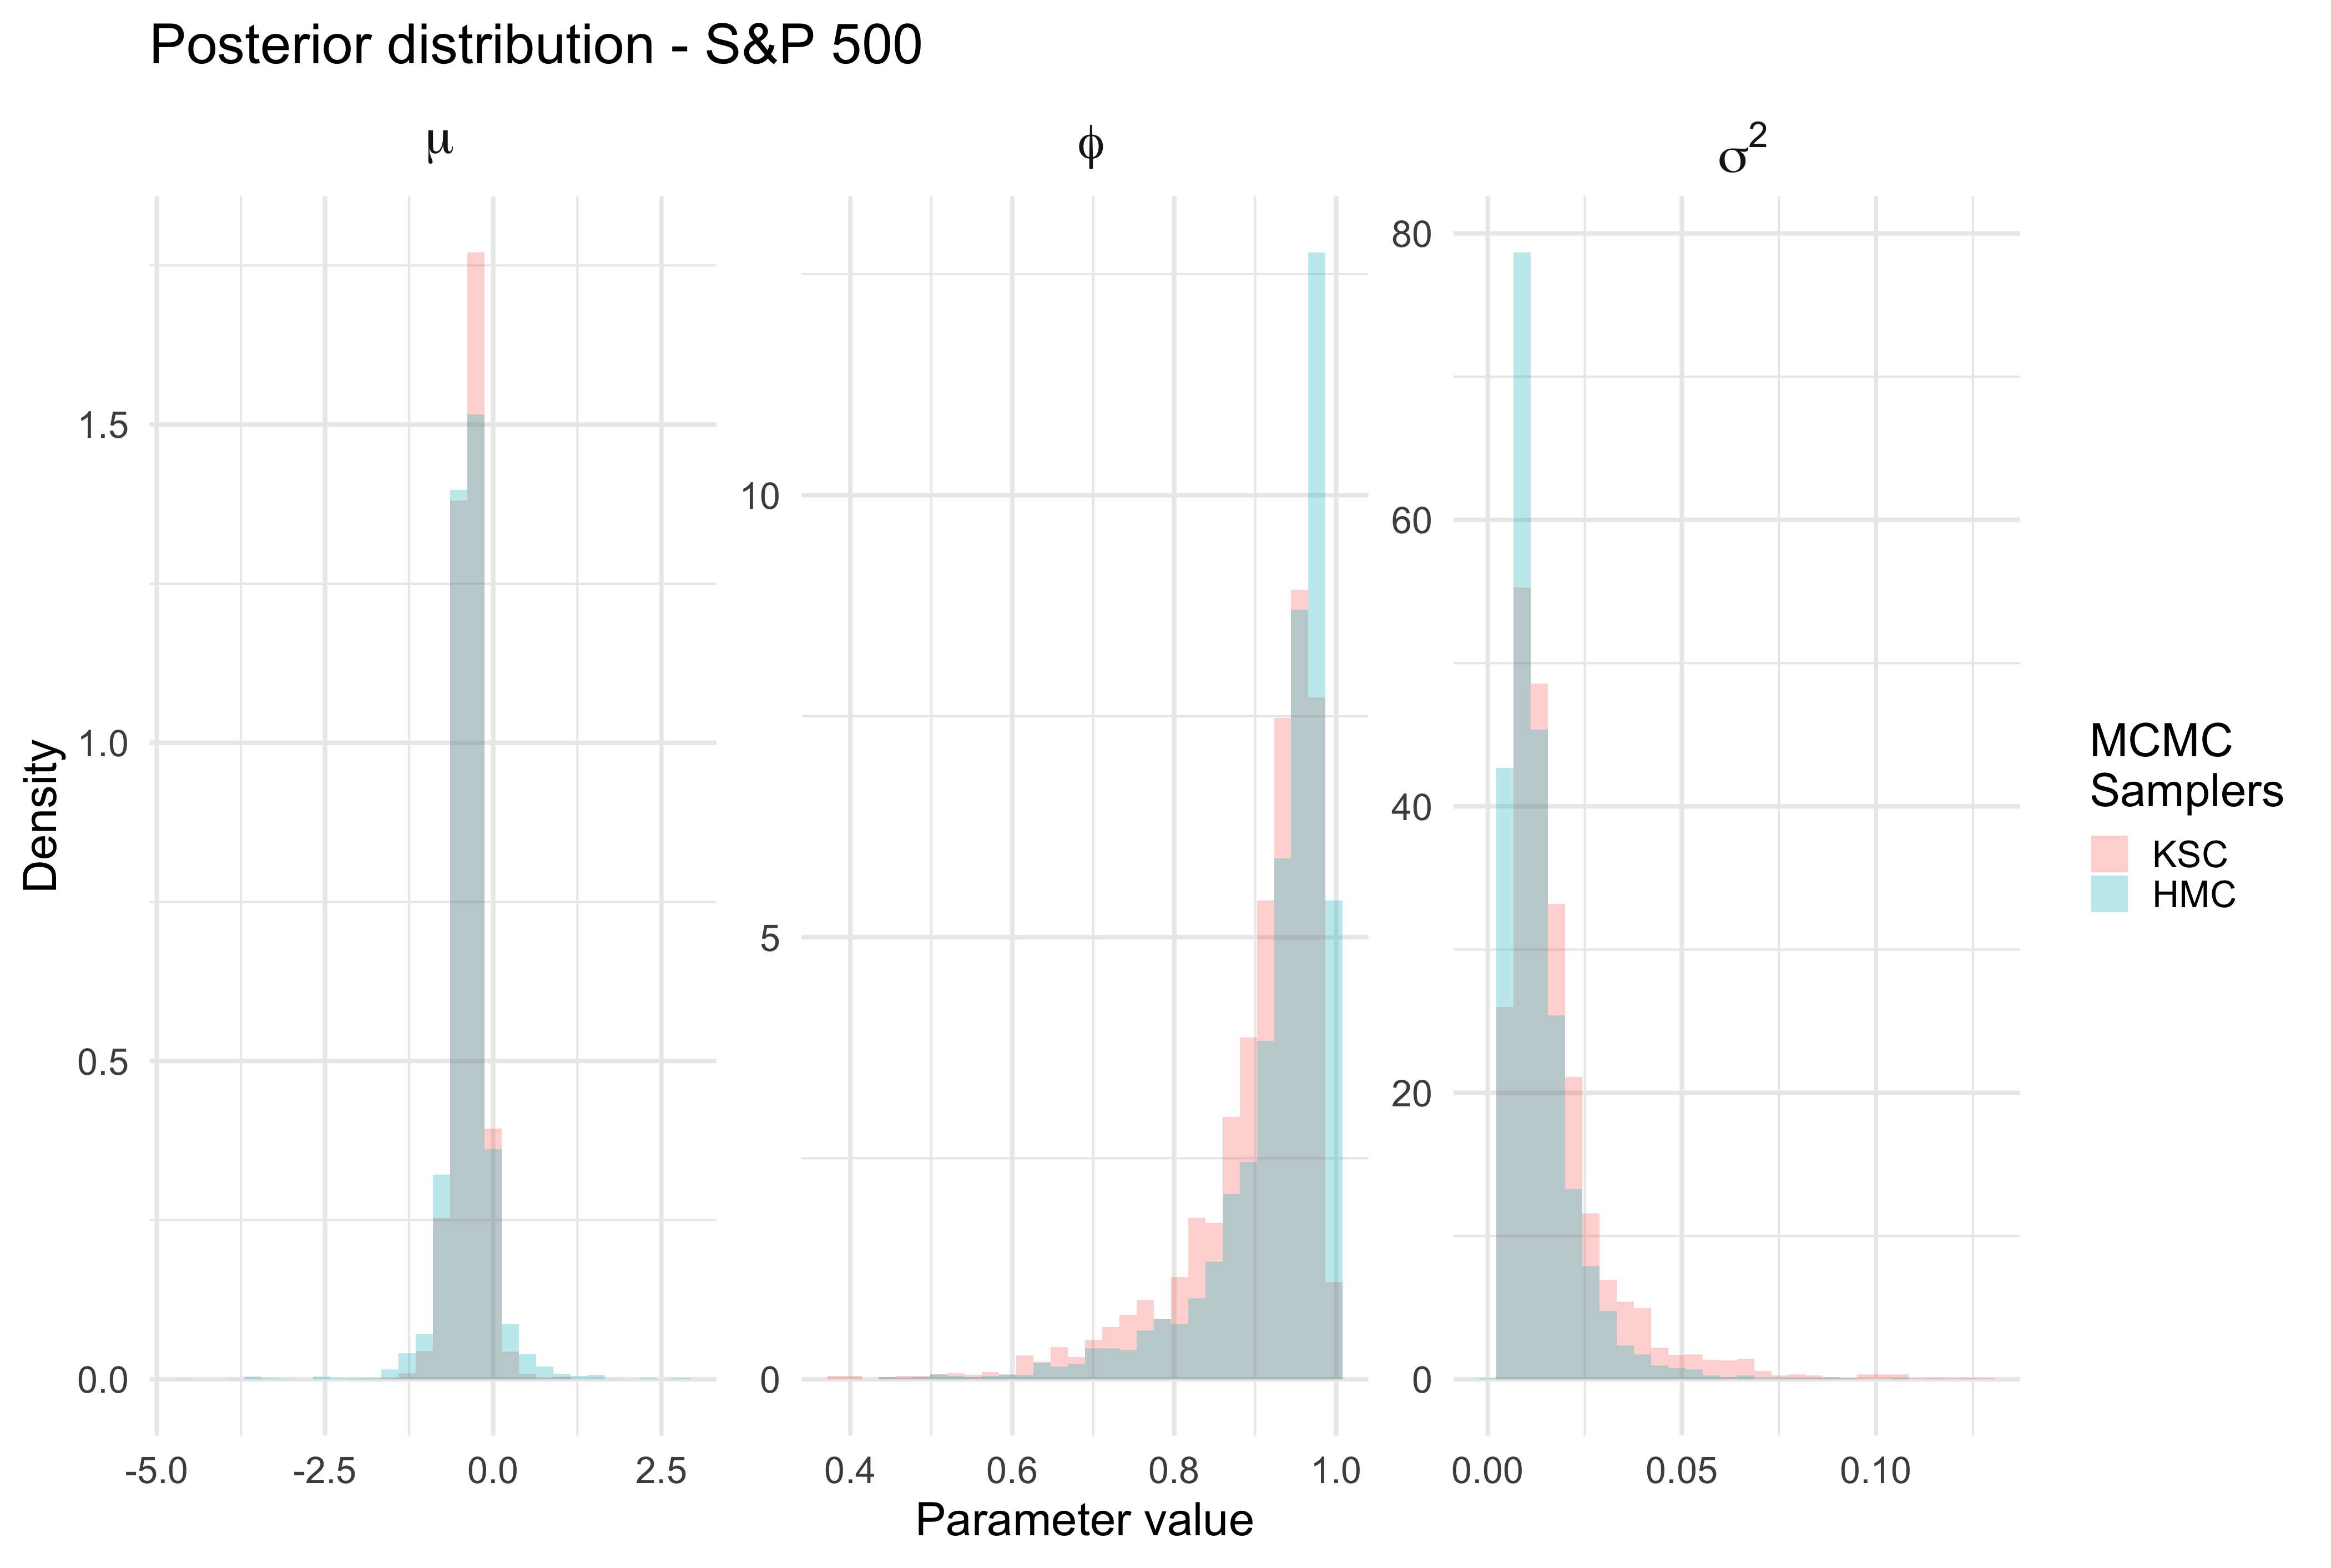 Posterior distribution - S&P 500
μ ϕ σ²
Density
0.0 0.5 1.0 1.5
0 5 10
0 20 40 60 80
-5.0 -2.5 0.0 2.5
0.4 0.6 0.8 1.0
0.00 0.05 0.10
Parameter value
MCMC
Samplers
KSC
HMC